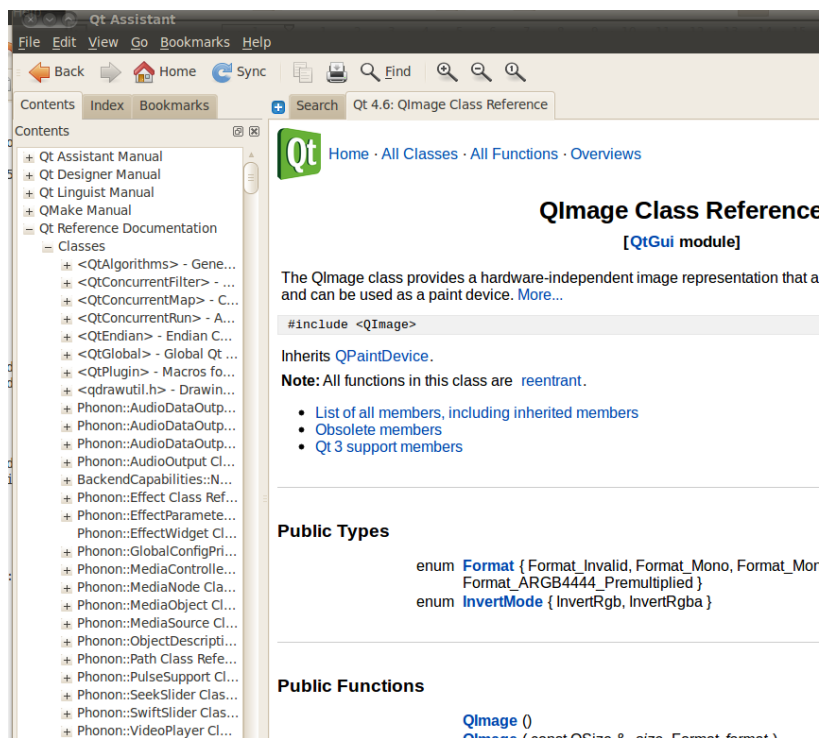 Qt Assistant
File Edit View Go Bookmarks Help
Back Home Sync Find
Contents Index Bookmarks
Search Qt 4.6: QImage Class Reference
Contents
Qt Assistant Manual
Qt Designer Manual
Qt Linguist Manual
QMake Manual
Qt Reference Documentation
Classes
<QtAlgorithms> - Gene...
<QtConcurrentFilter> - ...
<QtConcurrentMap> - C...
<QtConcurrentRun> - A...
<QtEndian> - Endian C...
<QtGlobal> - Global Qt ...
<QtPlugin> - Macros fo...
<qdrawutil.h> - Drawin...
Phonon::AudioDataOutp...
Phonon::AudioDataOutp...
Phonon::AudioDataOutp...
Phonon::AudioOutput Cl...
BackendCapabilities::N...
Phonon::Effect Class Ref...
Phonon::EffectParamete...
Phonon::EffectWidget Cl...
Phonon::GlobalConfigPri...
Phonon::MediaControlle...
Phonon::MediaNode Cla...
Phonon::MediaObject Cl...
Phonon::MediaSource Cl...
Phonon::ObjectDescripti...
Phonon::Path Class Refe...
Phonon::PulseSupport Cl...
Phonon::SeekSlider Clas...
Phonon::SwiftSlider Clas...
Phonon::VideoPlayer Cl...
Qt
Home · All Classes · All Functions · Overviews
QImage Class Reference
[QtGui module]
The QImage class provides a hardware-independent image representation that a
and can be used as a paint device. More...
#include <QImage>
Inherits QPaintDevice.
Note: All functions in this class are reentrant.
List of all members, including inherited members
Obsolete members
Qt 3 support members
Public Types
enum Format { Format_Invalid, Format_Mono, Format_Mon
Format_ARGB4444_Premultiplied }
enum InvertMode { InvertRgb, InvertRgba }
Public Functions
QImage ()
QImage ( const QSize & size, Format format )